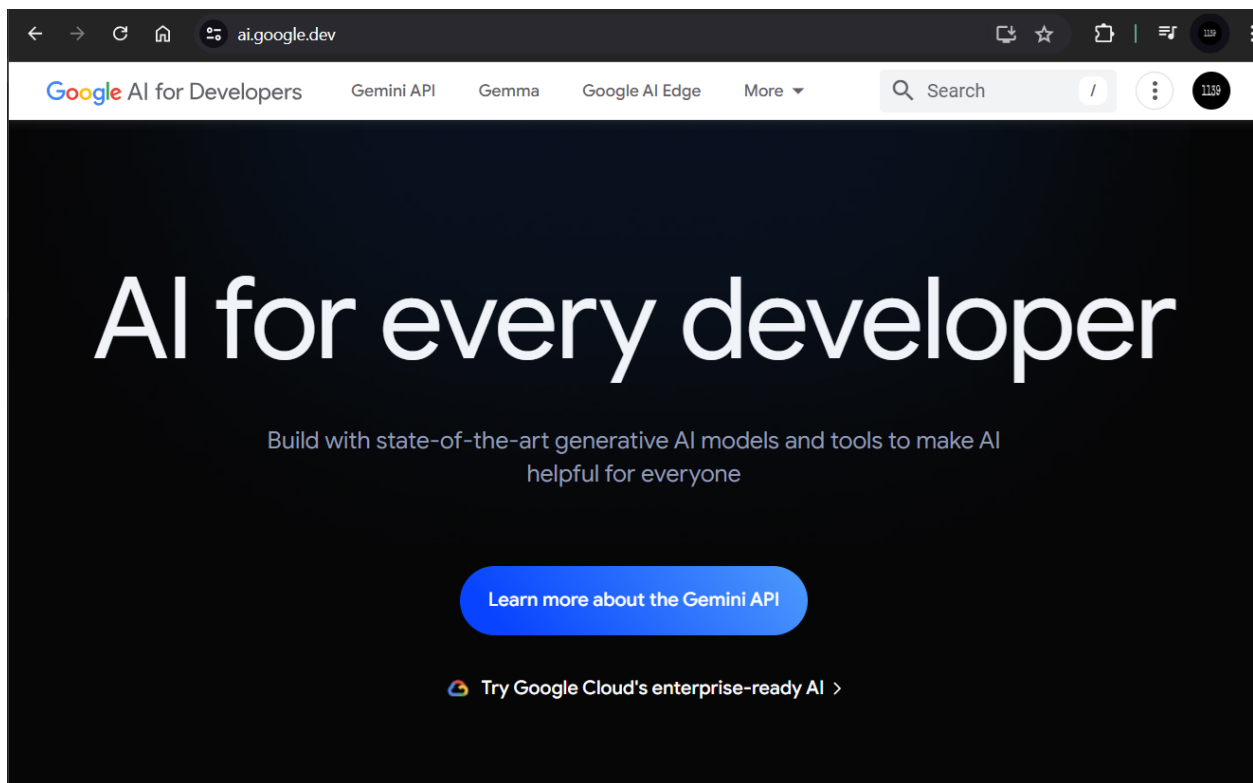 ai.google.dev
1139
Google AI for Developers Gemini API Gemma Google AI Edge More Search / 1139
AI for every developer
Build with state-of-the-art generative AI models and tools to make AI
helpful for everyone
Learn more about the Gemini API
Try Google Cloud's enterprise-ready AI